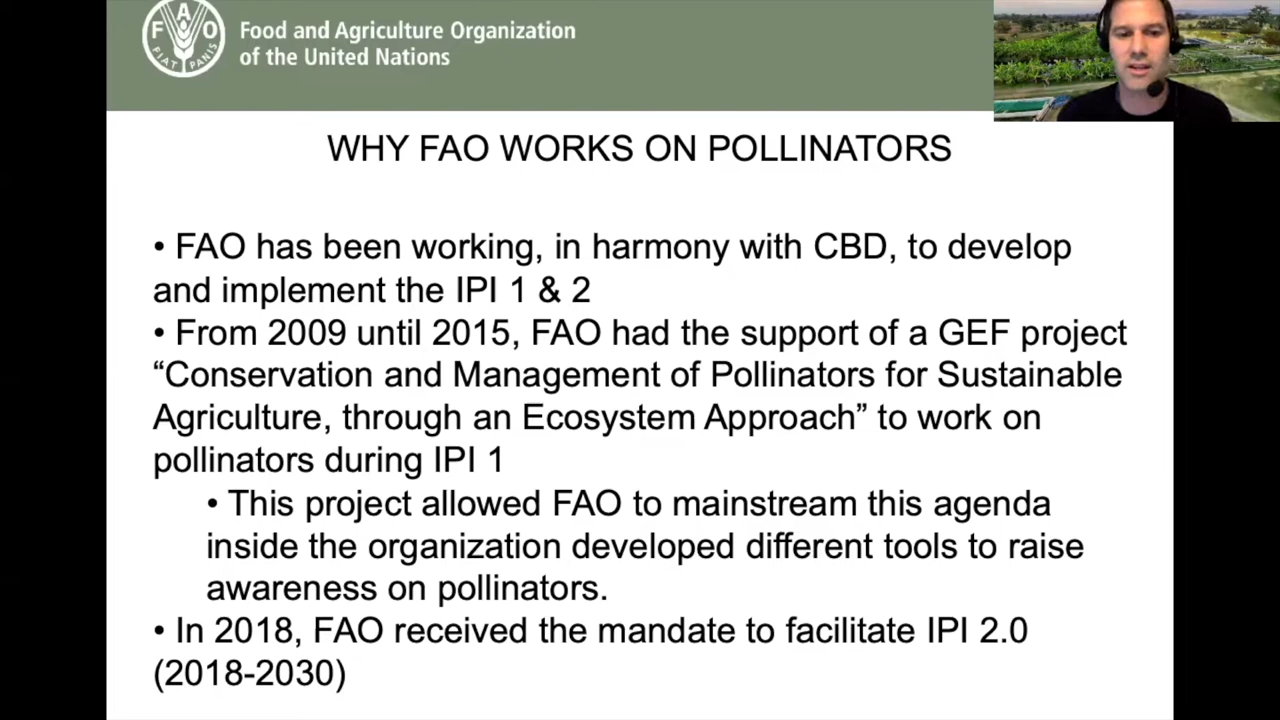 FAO
FIAT PANIS
Food and Agriculture Organization
of the United Nations
WHY FAO WORKS ON POLLINATORS
• FAO has been working, in harmony with CBD, to develop
and implement the IPI 1 & 2
• From 2009 until 2015, FAO had the support of a GEF project
“Conservation and Management of Pollinators for Sustainable
Agriculture, through an Ecosystem Approach” to work on
pollinators during IPI 1
• This project allowed FAO to mainstream this agenda
inside the organization developed different tools to raise
awareness on pollinators.
• In 2018, FAO received the mandate to facilitate IPI 2.0
(2018-2030)